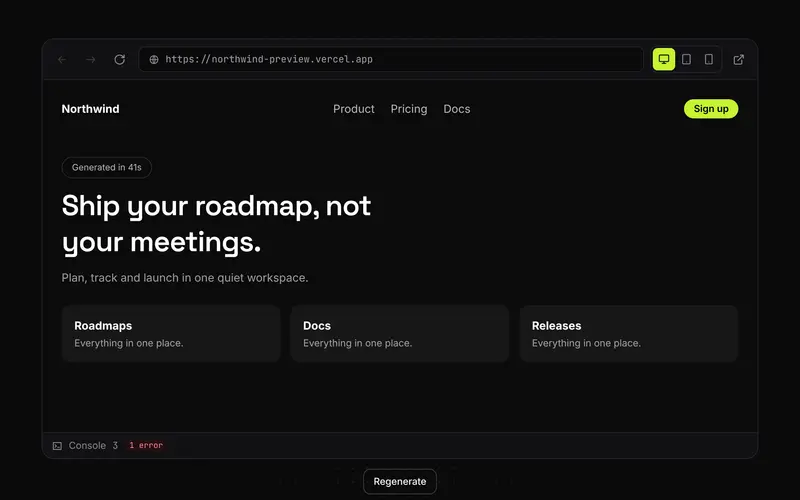 https://northwind-preview.vercel.app
Northwind
Product
Pricing
Docs
Sign up
Generated in 41s
Ship your roadmap, not
your meetings.
Plan, track and launch in one quiet workspace.
Roadmaps
Everything in one place.
Docs
Everything in one place.
Releases
Everything in one place.
Console 3 1 error
Regenerate